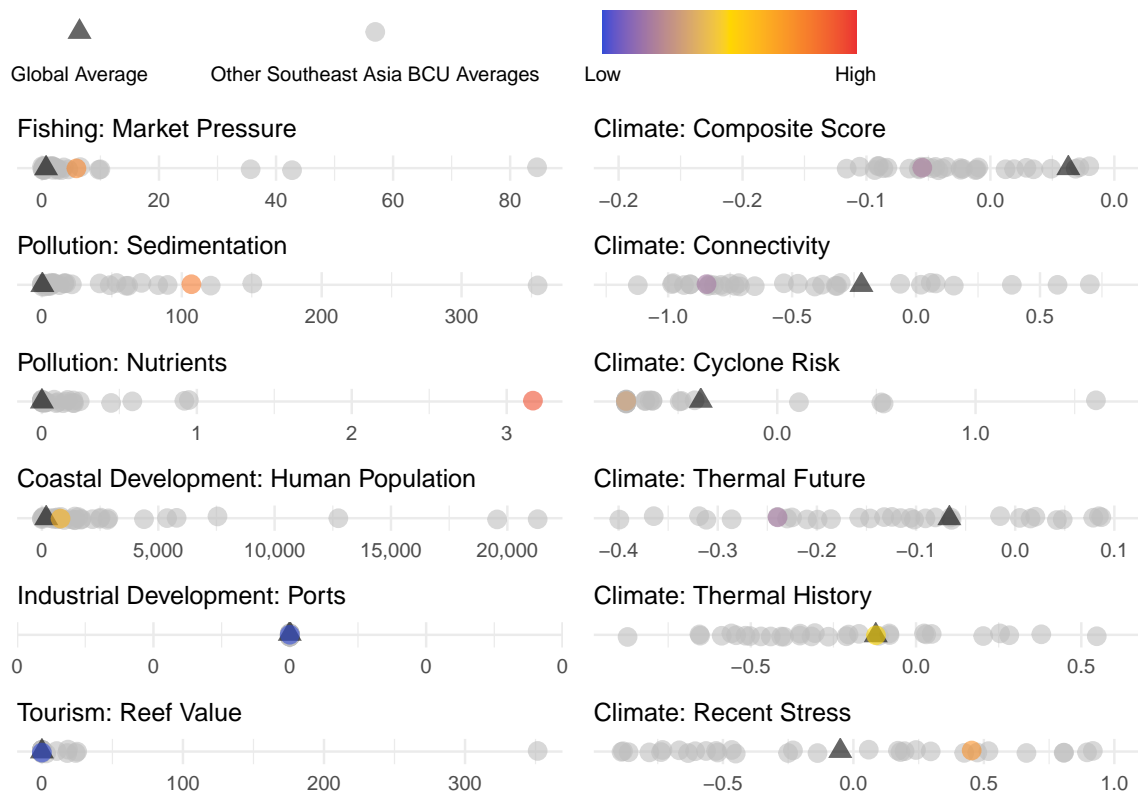 Global Average
Other Southeast Asia BCU Averages
Low
High
Fishing: Market Pressure
0 20 40 60 80
Climate: Composite Score
−0.2 −0.2 −0.1 0.0 0.0
Pollution: Sedimentation
0 100 200 300
Climate: Connectivity
−1.0 −0.5 0.0 0.5
Pollution: Nutrients
0 1 2 3
Climate: Cyclone Risk
0.0 1.0
Coastal Development: Human Population
0 5,000 10,000 15,000 20,000
Climate: Thermal Future
−0.4 −0.3 −0.2 −0.1 0.0 0.1
Industrial Development: Ports
0 0 0 0 0
Climate: Thermal History
−0.5 0.0 0.5
Tourism: Reef Value
0 100 200 300
Climate: Recent Stress
−0.5 0.0 0.5 1.0